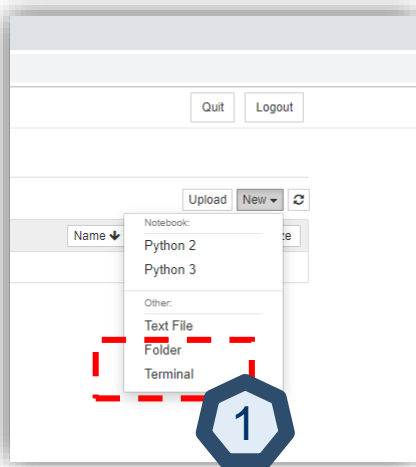 Quit Logout
Upload New
Name
Notebook:
Python 2
Python 3
Other:
Text File
Folder
Terminal
1